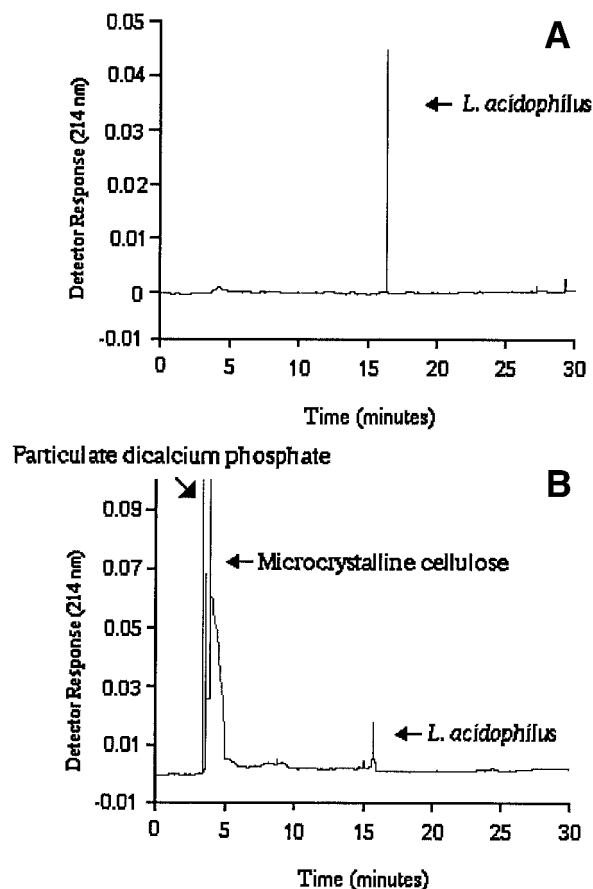 A
0.05
0.04
0.03
0.02
0.01
0
-0.01
Detector Response (214 nm)
L. acidophilus
0 5 10 15 20 25 30
Time (minutes)
Particulate dicalcium phosphate
B
0.09
0.07
0.05
0.03
0.01
-0.01
Detector Response (214 nm)
Microcrystalline cellulose
L. acidophilus
0 5 10 15 20 25 30
Time (minutes)